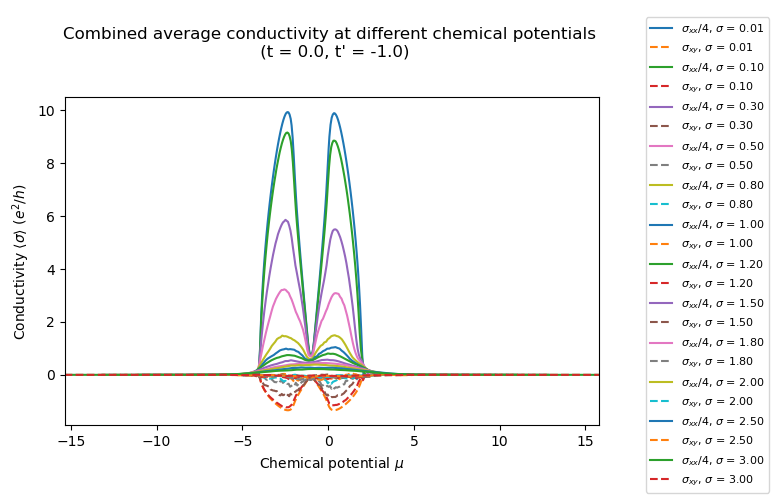 Combined average conductivity at different chemical potentials
(t = 0.0, t' = -1.0)
Conductivity ⟨σ⟩ (e²/h)
10
8
6
4
2
0
−15 −10 −5 0 5 10 15
Chemical potential μ
σxx/4, σ = 0.01
σxy, σ = 0.01
σxx/4, σ = 0.10
σxy, σ = 0.10
σxx/4, σ = 0.30
σxy, σ = 0.30
σxx/4, σ = 0.50
σxy, σ = 0.50
σxx/4, σ = 0.80
σxy, σ = 0.80
σxx/4, σ = 1.00
σxy, σ = 1.00
σxx/4, σ = 1.20
σxy, σ = 1.20
σxx/4, σ = 1.50
σxy, σ = 1.50
σxx/4, σ = 1.80
σxy, σ = 1.80
σxx/4, σ = 2.00
σxy, σ = 2.00
σxx/4, σ = 2.50
σxy, σ = 2.50
σxx/4, σ = 3.00
σxy, σ = 3.00